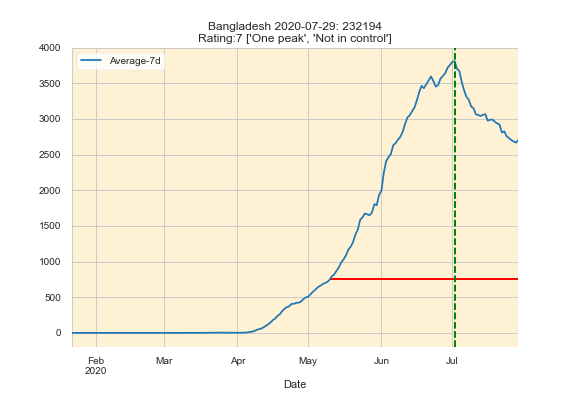 Bangladesh 2020-07-29: 232194
Rating:7 ['One peak', 'Not in control']
Average-7d
4000
3500
3000
2500
2000
1500
1000
500
0
Feb
2020
Mar
Apr
May
Jun
Jul
Date